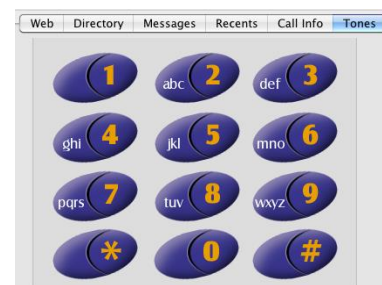 Web Directory Messages Recents Call Info Tones
1 abc 2 def 3
ghi 4 jkl 5 mno 6
pqrs 7 tuv 8 wxyz 9
* 0 #